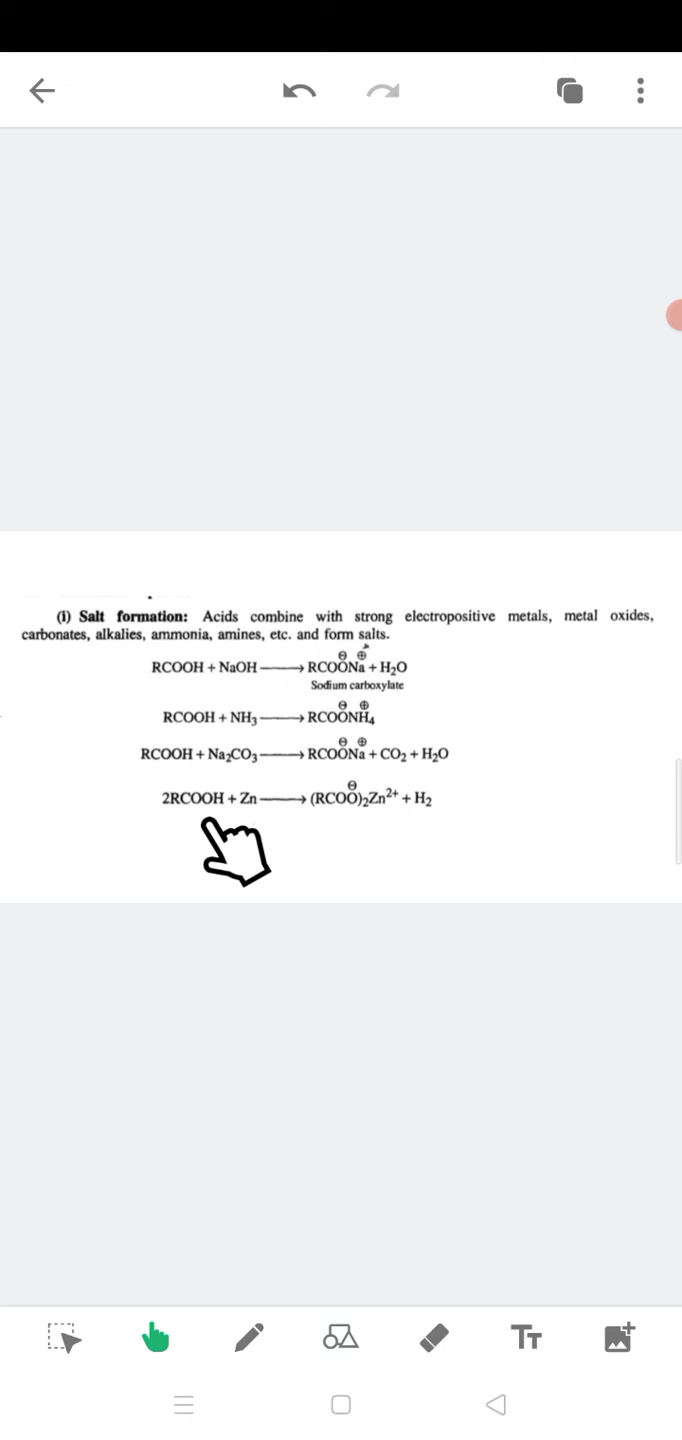 (i) Salt formation: Acids combine with strong electropositive metals, metal oxides,
carbonates, alkalies, ammonia, amines, etc. and form salts.
RCOOH + NaOH ⟶ RCOO⊖Na⊕ + H₂O
Sodium carboxylate
RCOOH + NH₃ ⟶ RCOO⊖NH₄⊕
RCOOH + Na₂CO₃ ⟶ RCOO⊖Na⊕ + CO₂ + H₂O
2RCOOH + Zn ⟶ (RCOO⊖)₂Zn²⁺ + H₂
TT